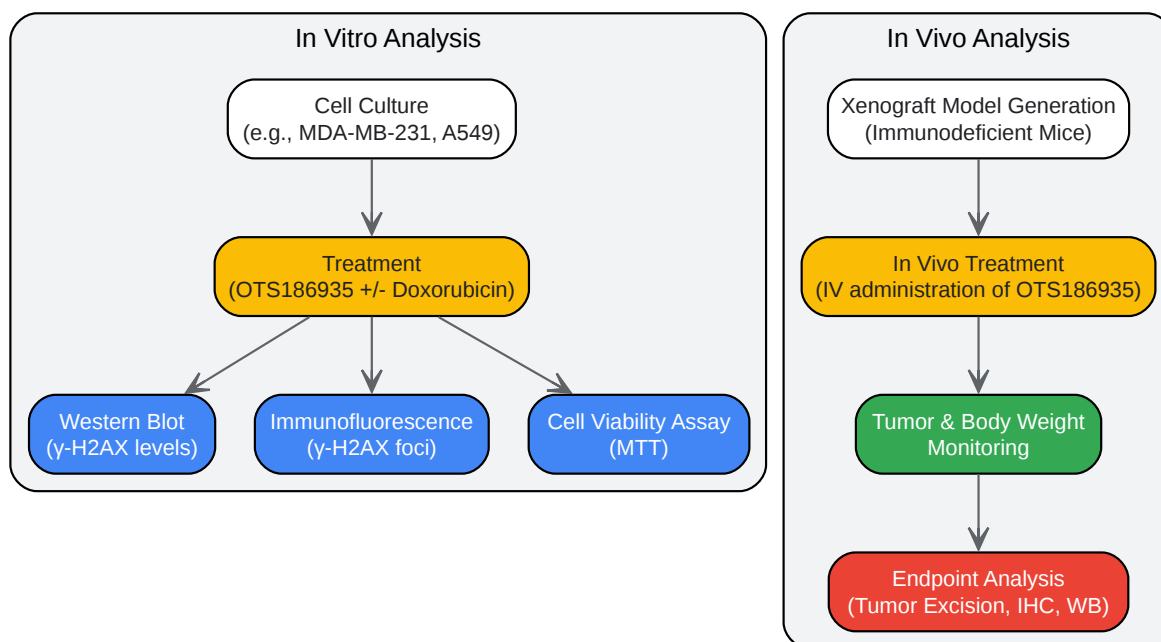 In Vitro Analysis
Cell Culture
(e.g., MDA-MB-231, A549)
Treatment
(OTS186935 +/- Doxorubicin)
Western Blot
(γ-H2AX levels)
Immunofluorescence
(γ-H2AX foci)
Cell Viability Assay
(MTT)
In Vivo Analysis
Xenograft Model Generation
(Immunodeficient Mice)
In Vivo Treatment
(IV administration of OTS186935)
Tumor & Body Weight
Monitoring
Endpoint Analysis
(Tumor Excision, IHC, WB)